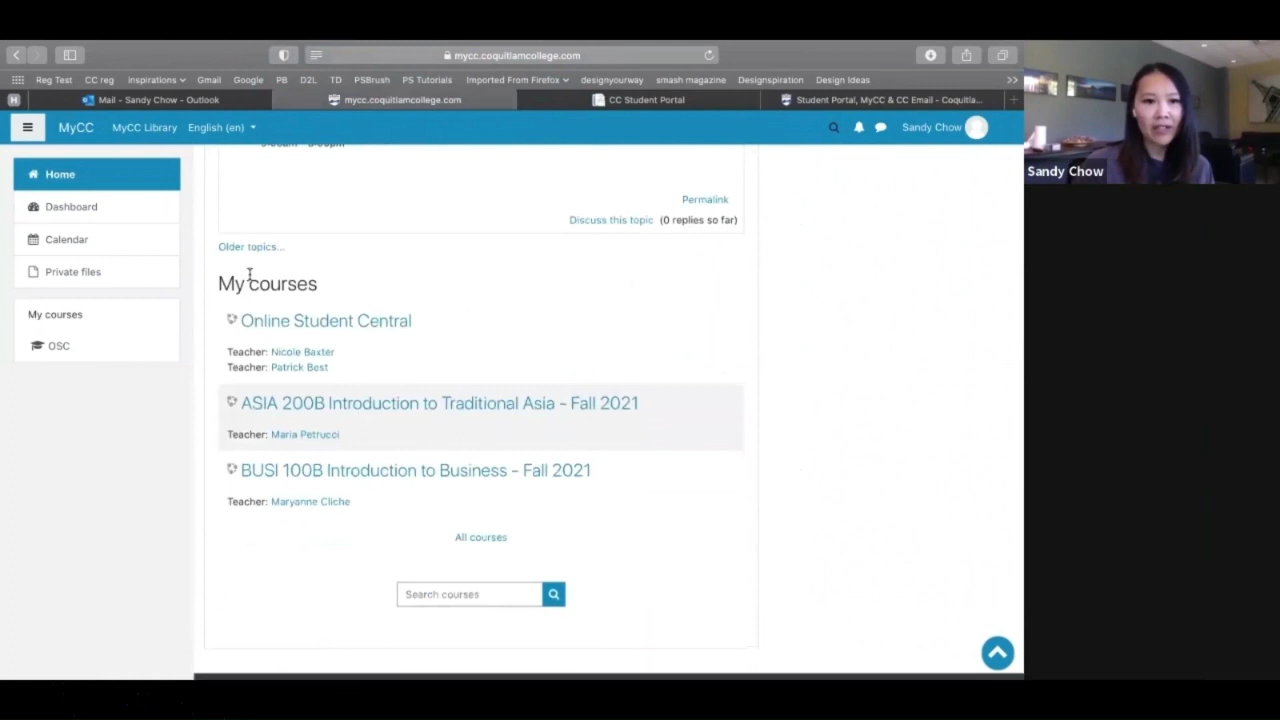 mycc.coquitlamcollege.com
Reg Test CC reg inspirations Gmail Google PB D2L TD PSBrush PS Tutorials Imported From Firefox designyourway smash magazine Designspiration Design Ideas
H Mail - Sandy Chow - Outlook mycc.coquitlamcollege.com CC Student Portal Student Portal, MyCC & CC Email - Coquitla...
MyCC MyCC Library English (en) Sandy Chow
Sandy Chow
Home
Dashboard
Calendar
Private files
My courses
OSC
Permalink
Discuss this topic (0 replies so far)
Older topics...
My courses
Online Student Central
Teacher: Nicole Baxter
Teacher: Patrick Best
ASIA 200B Introduction to Traditional Asia - Fall 2021
Teacher: Maria Petrucci
BUSI 100B Introduction to Business - Fall 2021
Teacher: Maryanne Cliche
All courses
Search courses